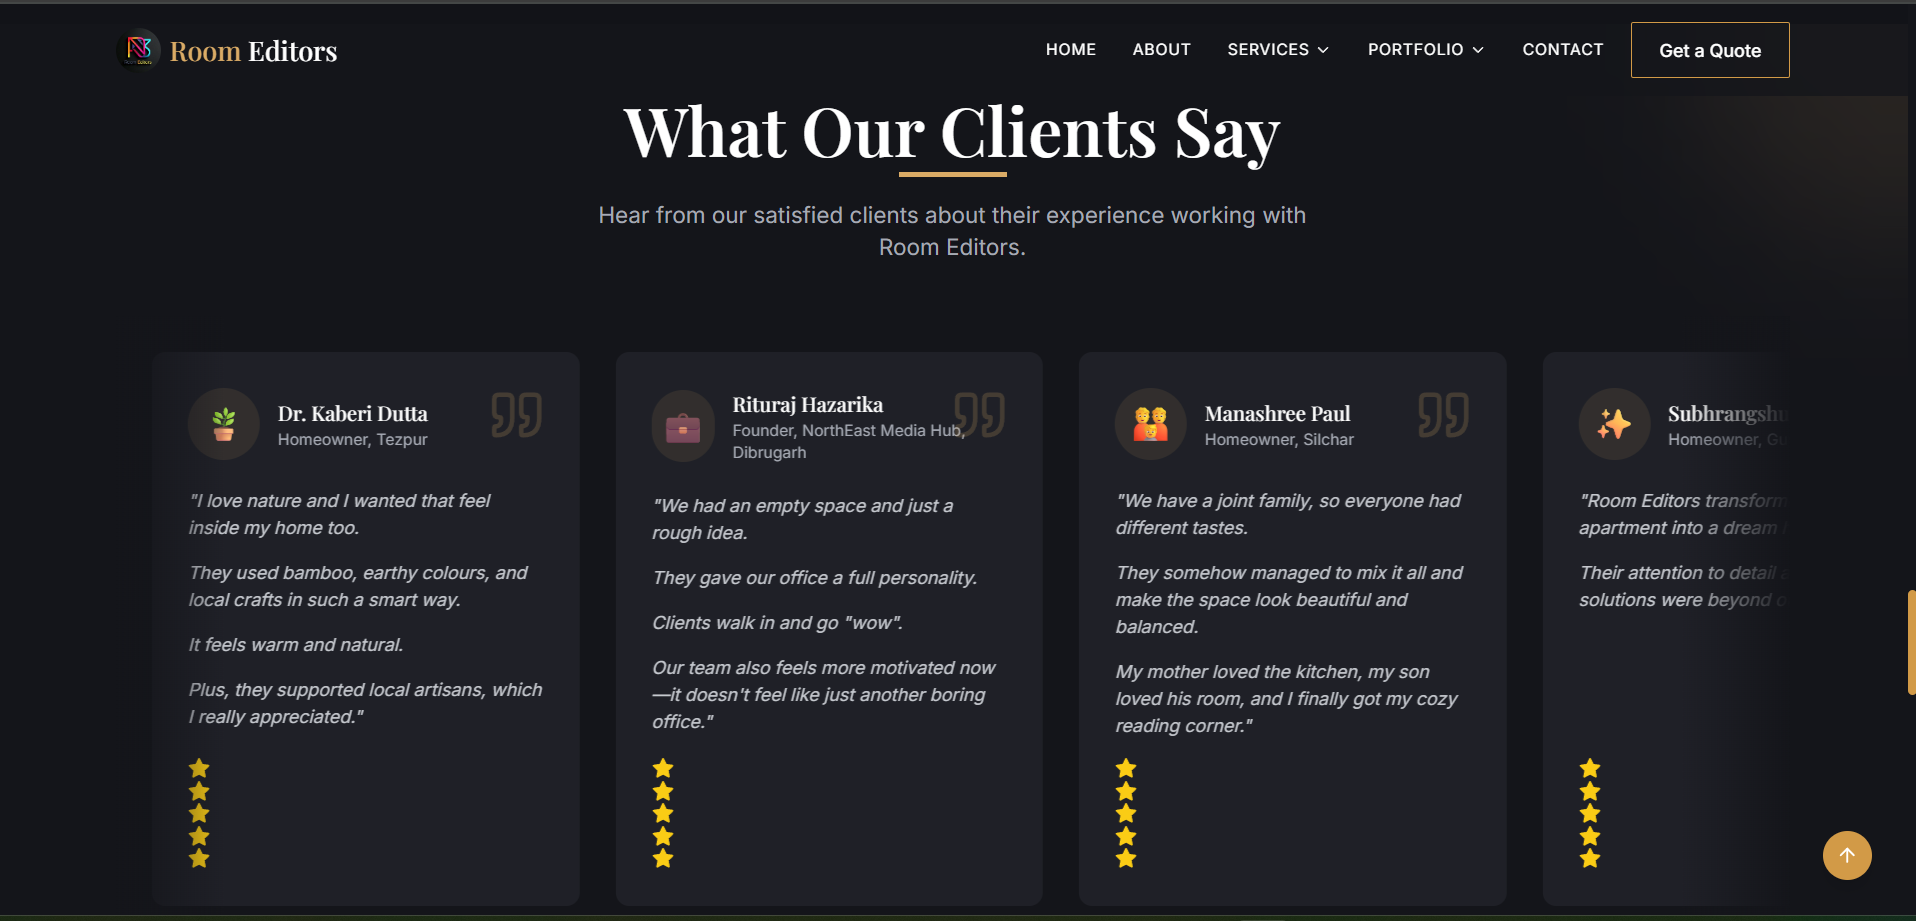 Room Editors
HOME
ABOUT
SERVICES
PORTFOLIO
CONTACT
Get a Quote
What Our Clients Say
Hear from our satisfied clients about their experience working with
Room Editors.
Dr. Kaberi Dutta
Homeowner, Tezpur
"I love nature and I wanted that feel
inside my home too.
They used bamboo, earthy colours, and
local crafts in such a smart way.
It feels warm and natural.
Plus, they supported local artisans, which
I really appreciated."
Rituraj Hazarika
Founder, NorthEast Media Hub,
Dibrugarh
"We had an empty space and just a
rough idea.
They gave our office a full personality.
Clients walk in and go "wow".
Our team also feels more motivated now
—it doesn't feel like just another boring
office."
Manashree Paul
Homeowner, Silchar
"We have a joint family, so everyone had
different tastes.
They somehow managed to mix it all and
make the space look beautiful and
balanced.
My mother loved the kitchen, my son
loved his room, and I finally got my cozy
reading corner."
Homeowner,
"Room Editors
apartment into a dream
Their attention to detail
solutions were beyond